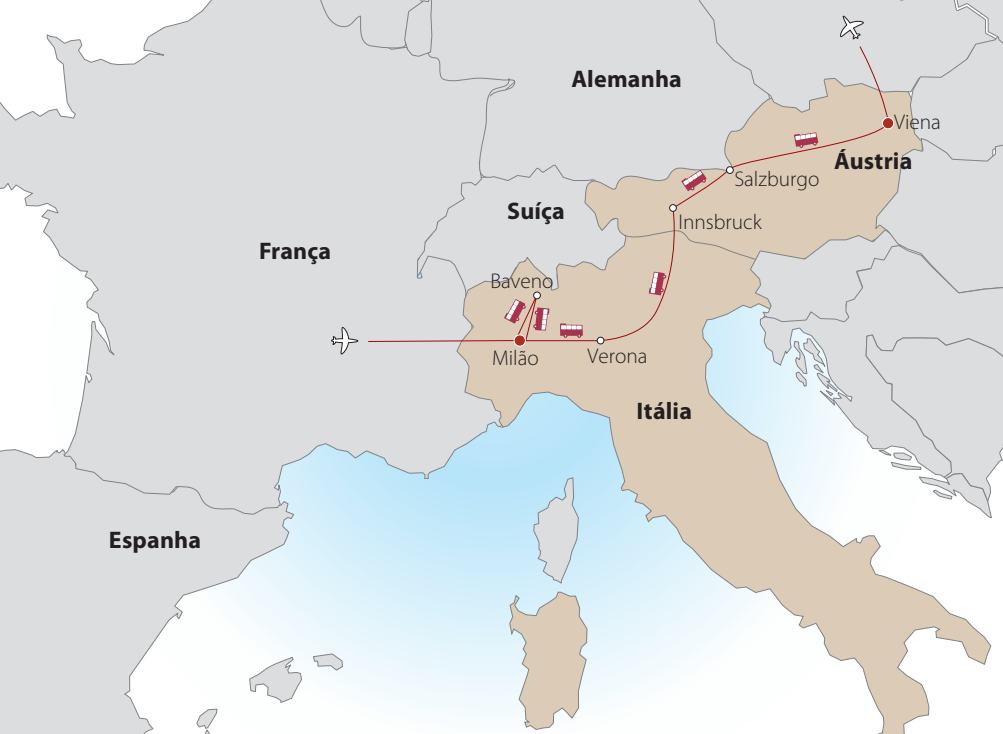 Alemanha
Viena
Áustria
Salzburgo
Suíça
Innsbruck
França
Baveno
Milão
Verona
Itália
Espanha